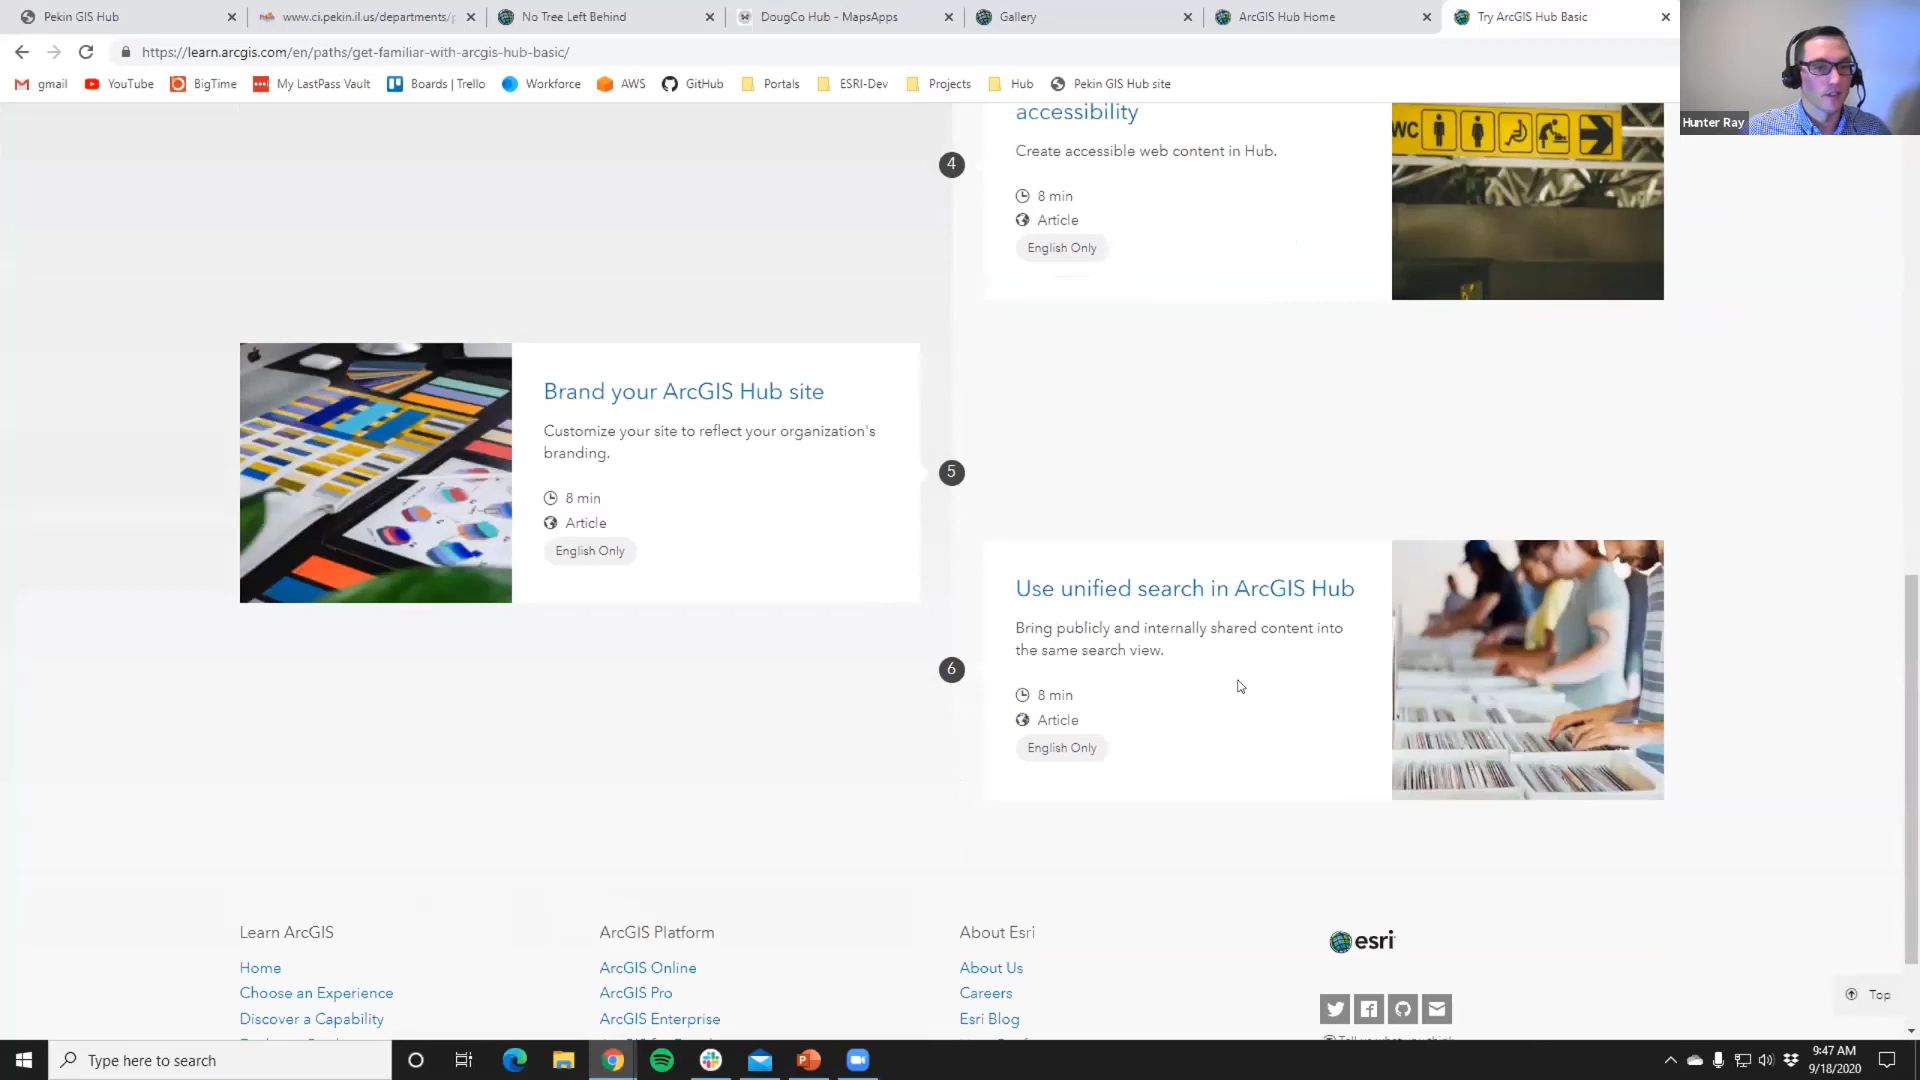 Pekin GIS Hub
www.ci.pekin.il.us/departments/
No Tree Left Behind
DougCo Hub - MapsApps
Gallery
ArcGIS Hub Home
Try ArcGIS Hub Basic
https://learn.arcgis.com/en/paths/get-familiar-with-arcgis-hub-basic/
gmail
YouTube
BigTime
My LastPass Vault
Boards | Trello
Workforce
AWS
GitHub
Portals
ESRI-Dev
Projects
Hub
Pekin GIS Hub site
Hunter Ray
accessibility
Create accessible web content in Hub.
4
8 min
Article
English Only
WC
Brand your ArcGIS Hub site
Customize your site to reflect your organization's
branding.
5
8 min
Article
English Only
Use unified search in ArcGIS Hub
Bring publicly and internally shared content into
the same search view.
6
8 min
Article
English Only
Learn ArcGIS
Home
Choose an Experience
Discover a Capability
ArcGIS Platform
ArcGIS Online
ArcGIS Pro
ArcGIS Enterprise
About Esri
About Us
Careers
Esri Blog
esri
Top
Type here to search
9:47 AM
9/18/2020